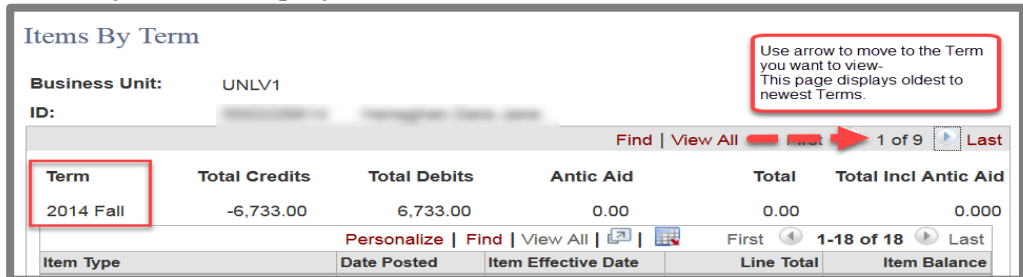 Items By Term
Use arrow to move to the Term
you want to view-
This page displays oldest to
newest Terms.
Business Unit: UNLV1
ID:
Find | View All First 1 of 9 Last
Term Total Credits Total Debits Antic Aid Total Total Incl Antic Aid
2014 Fall -6,733.00 6,733.00 0.00 0.00 0.000
Personalize | Find | View All | | First 1-18 of 18 Last
Item Type Date Posted Item Effective Date Line Total Item Balance